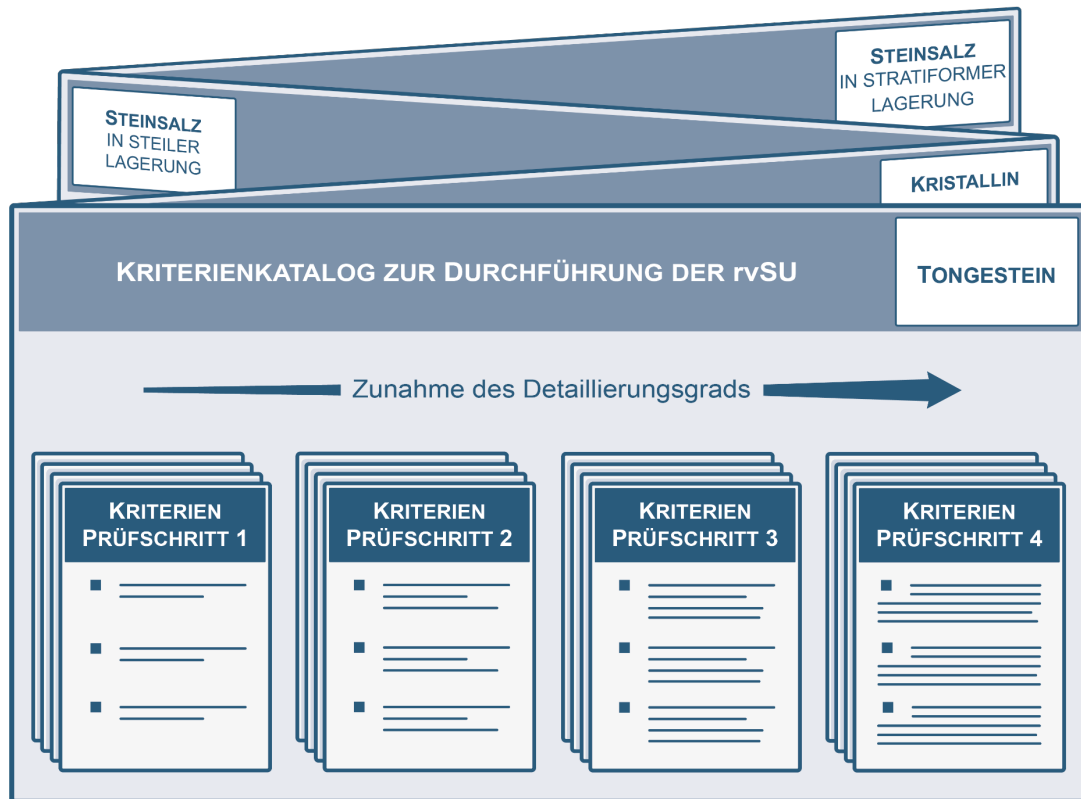 STEINSALZ
IN STRATIFORMER
LAGERUNG
STEINSALZ
IN STEILER
LAGERUNG
KRISTALLIN
KRITERIENKATALOG ZUR DURCHFÜHRUNG DER rvSU
TONGESTEIN
Zunahme des Detaillierungsgrads
KRITERIEN
PRÜFSCHRITT 1
KRITERIEN
PRÜFSCHRITT 2
KRITERIEN
PRÜFSCHRITT 3
KRITERIEN
PRÜFSCHRITT 4